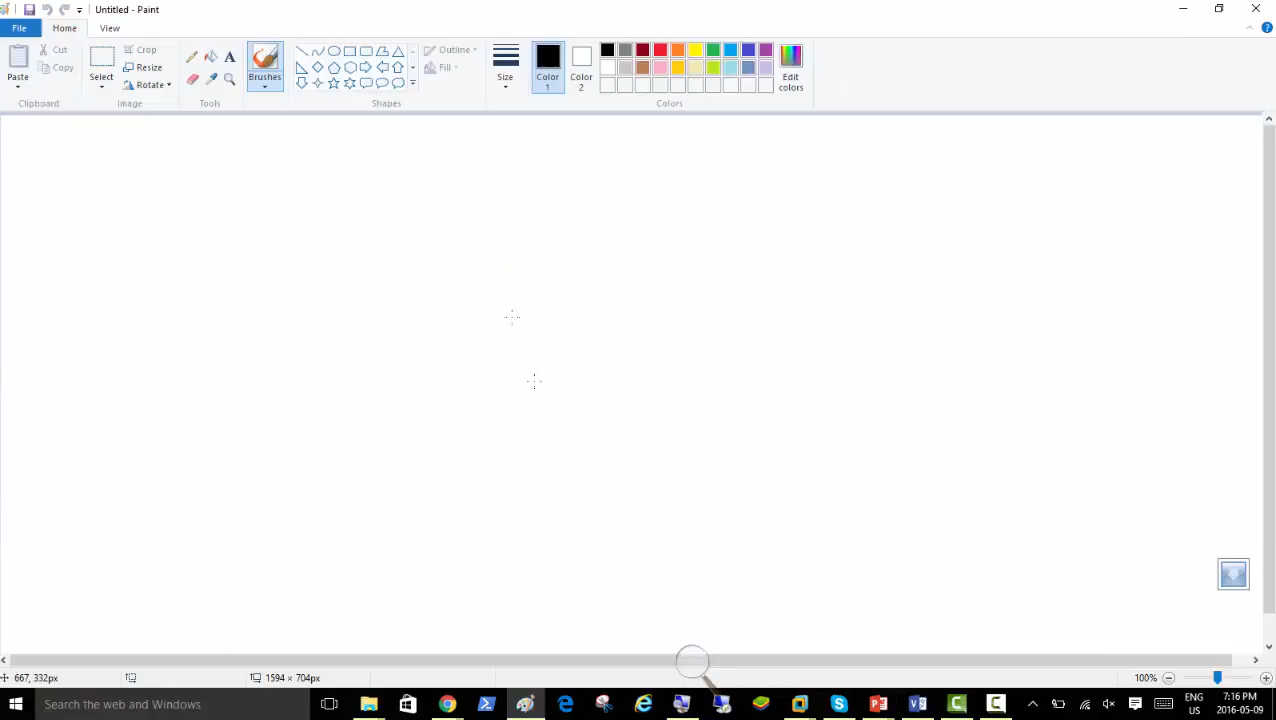 Untitled - Paint
File Home View
Paste
Cut
Copy
Clipboard
Select
Crop
Resize
Rotate
Image
A
Tools
Brushes
Shapes
Outline
Fill
Size
Color 1
Color 2
Edit colors
Colors
667, 332px
1594 × 704px
100%
Search the web and Windows
ENG
US
7:16 PM
2016-05-09